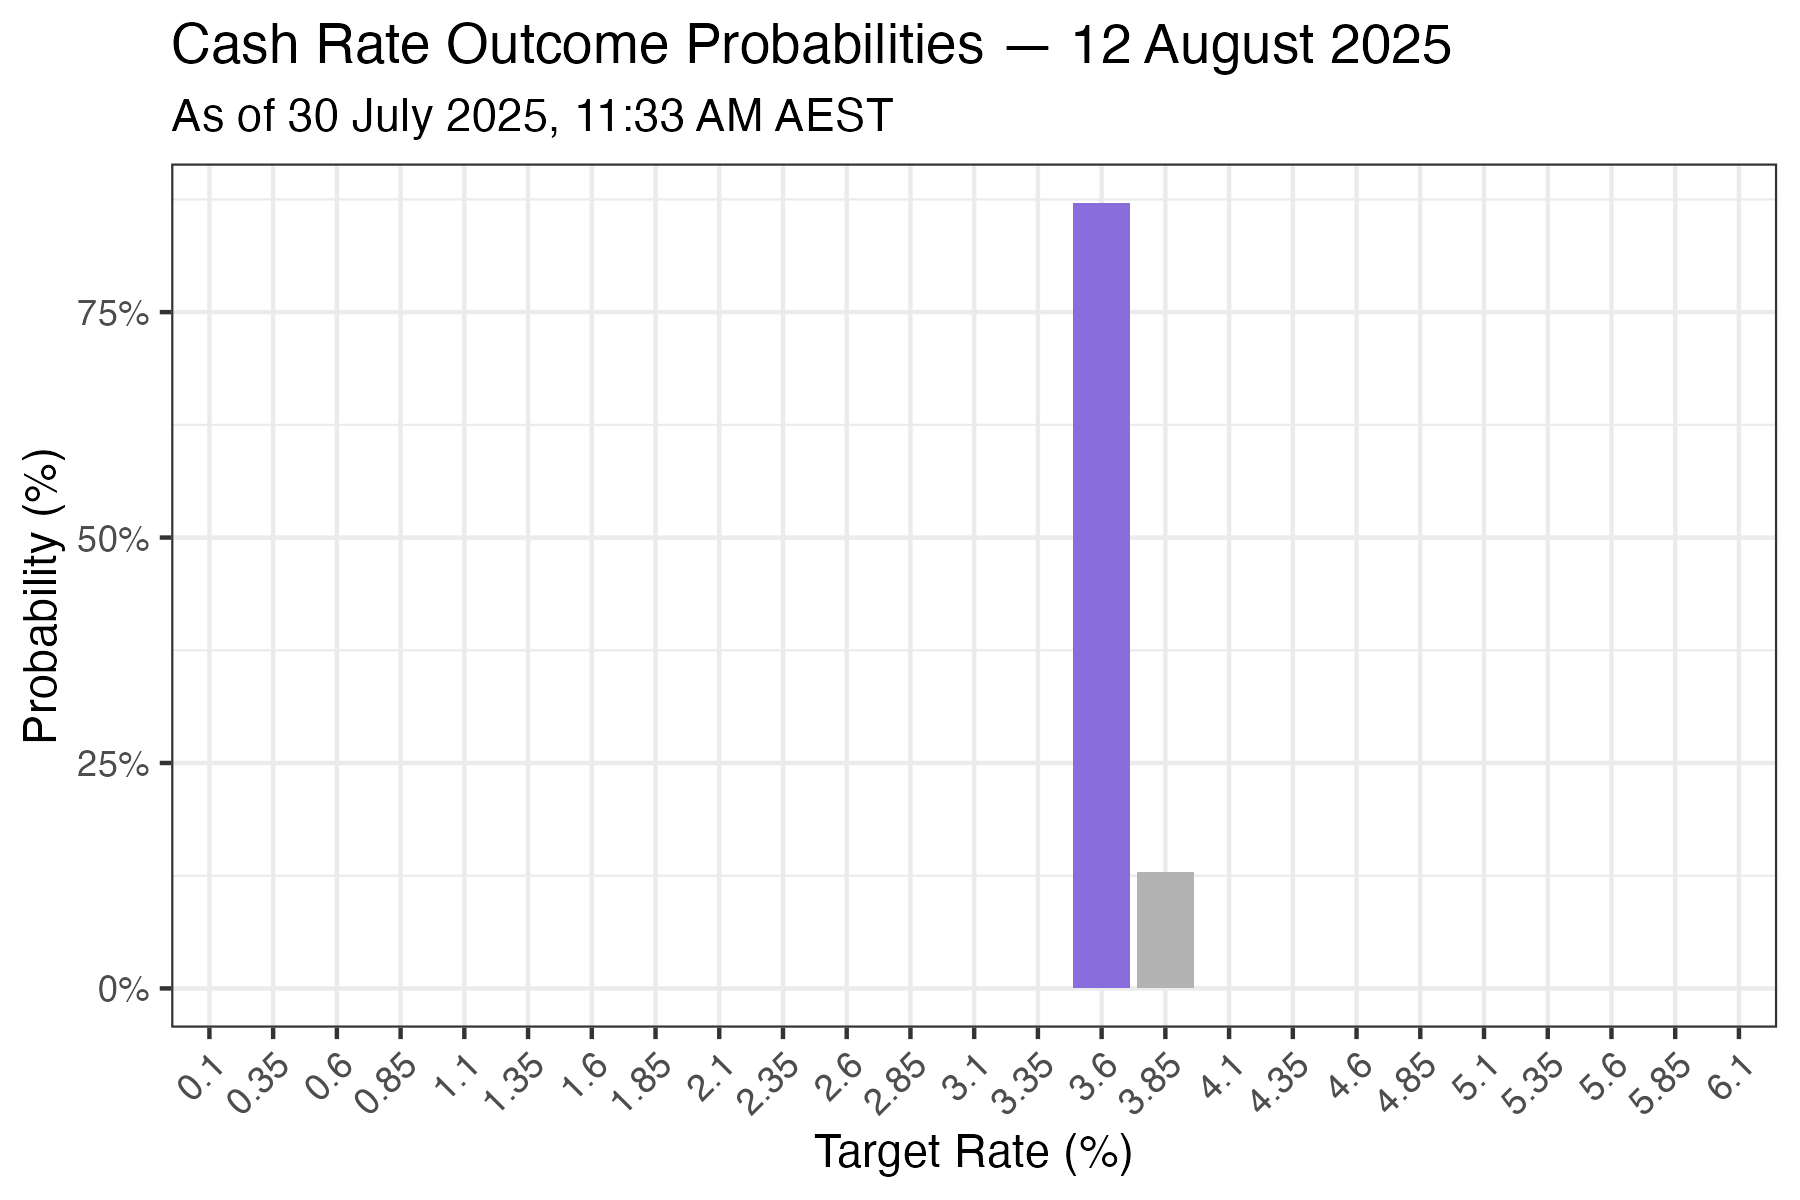 Cash Rate Outcome Probabilities — 12 August 2025
As of 30 July 2025, 11:33 AM AEST
Probability (%)
75%
50%
25%
0%
0.1 0.35 0.6 0.85 1.1 1.35 1.6 1.85 2.1 2.35 2.6 2.85 3.1 3.35 3.6 3.85 4.1 4.35 4.6 4.85 5.1 5.35 5.6 5.85 6.1
Target Rate (%)